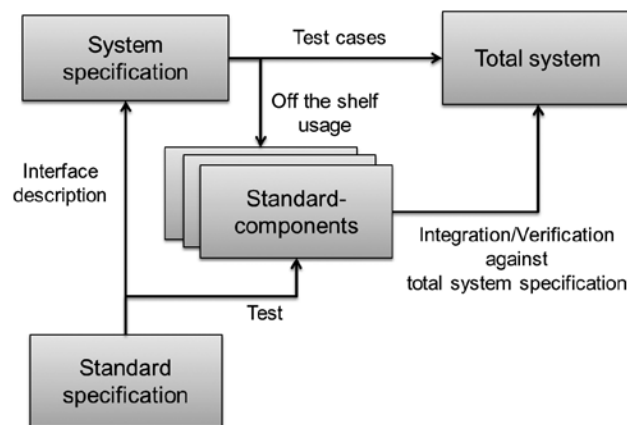 System
specification
Test cases
Total system
Off the shelf
usage
Interface
description
Standard-
components
Integration/Verification
against
total system specification
Test
Standard
specification